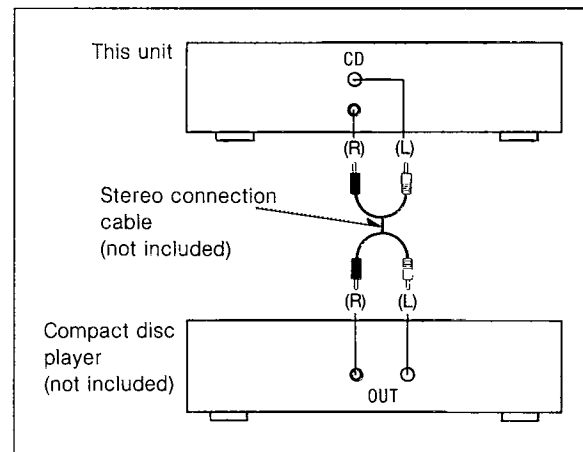 This unit
CD
(R) (L)
Stereo connection
cable
(not included)
(R) (L)
Compact disc
player
(not included)
OUT